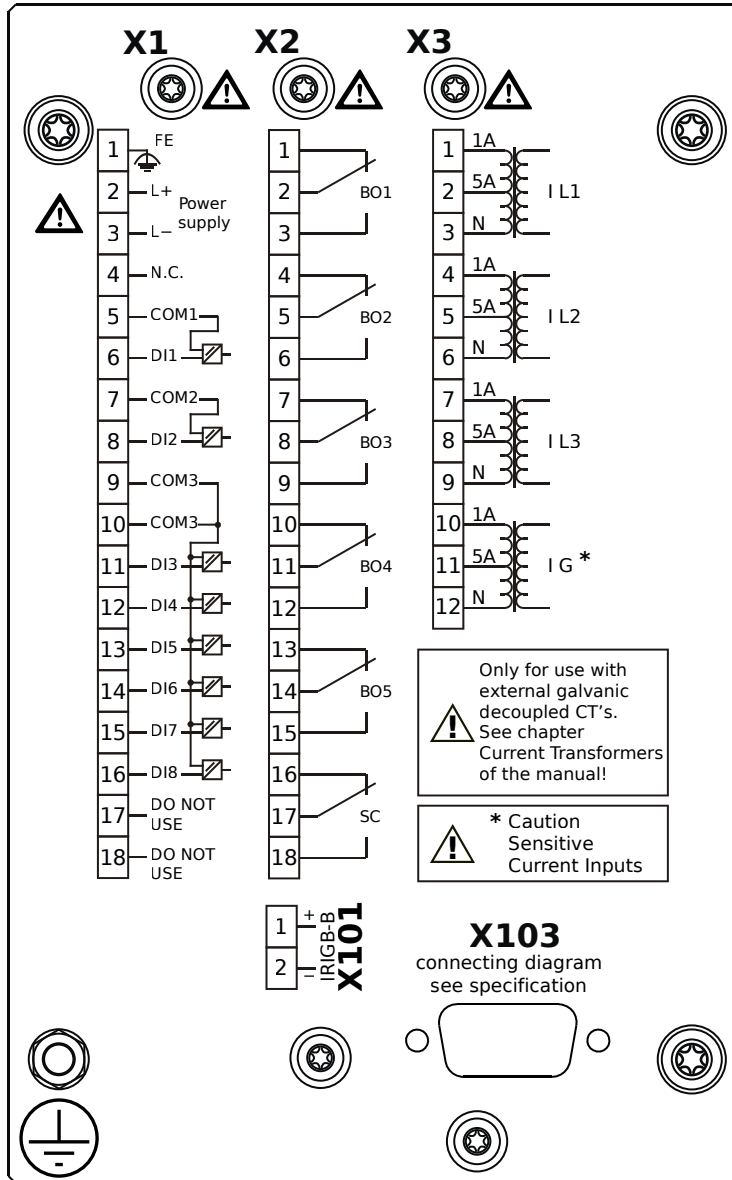 X1
1 FE
2 L+ Power
supply
3 L−
4 N.C.
5 COM1
6 DI1
7 COM2
8 DI2
9 COM3
10 COM3
11 DI3
12 DI4
13 DI5
14 DI6
15 DI7
16 DI8
17 DO NOT
USE
18 DO NOT
USE
X2
1
2 BO1
3
4
5 BO2
6
7
8 BO3
9
10
11 BO4
12
13
14 BO5
15
16
17 SC
18
X3
1 1A
2 5A I L1
3 N
4 1A
5 5A I L2
6 N
7 1A
8 5A I L3
9 N
10 1A
11 5A I G *
12 N
! Only for use with
external galvanic
decoupled CT's.
See chapter
Current Transformers
of the manual!
! * Caution
Sensitive
Current Inputs
1 +
2 −
IRIGB-B
X101
X103
connecting diagram
see specification